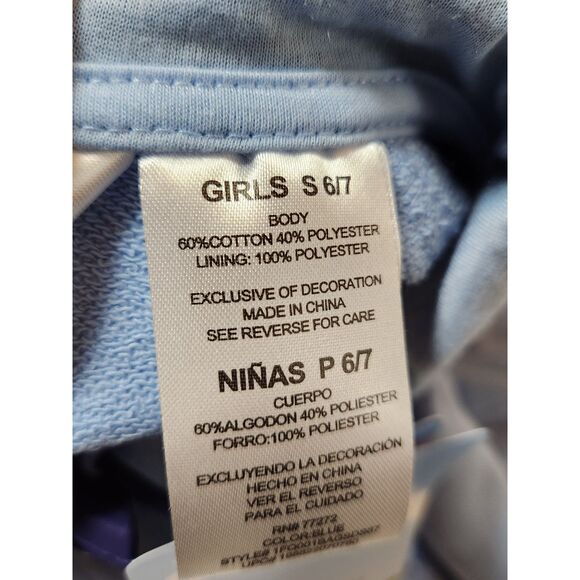 GIRLS S 6/7
BODY
60%COTTON 40% POLYESTER
LINING: 100% POLYESTER
EXCLUSIVE OF DECORATION
MADE IN CHINA
SEE REVERSE FOR CARE
NIÑAS P 6/7
CUERPO
60%ALGODON 40% POLIESTER
FORRO:100% POLIESTER
EXCLUYENDO LA DECORACIÓN
HECHO EN CHINA
VER EL REVERSO
PARA EL CUIDADO
RN# 77272
COLOR:BLUE
STYLE#
UPC#